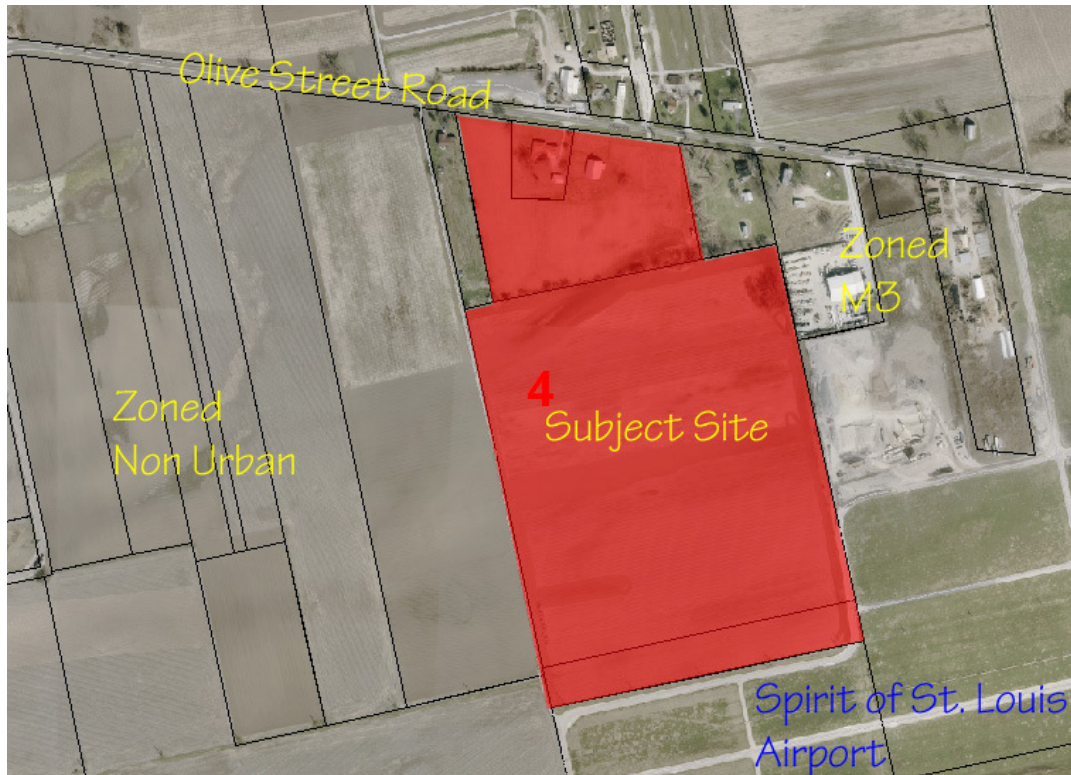 Olive Street Road
Zoned
M3
4
Zoned
Non Urban
Subject Site
Spirit of St. Louis
Airport